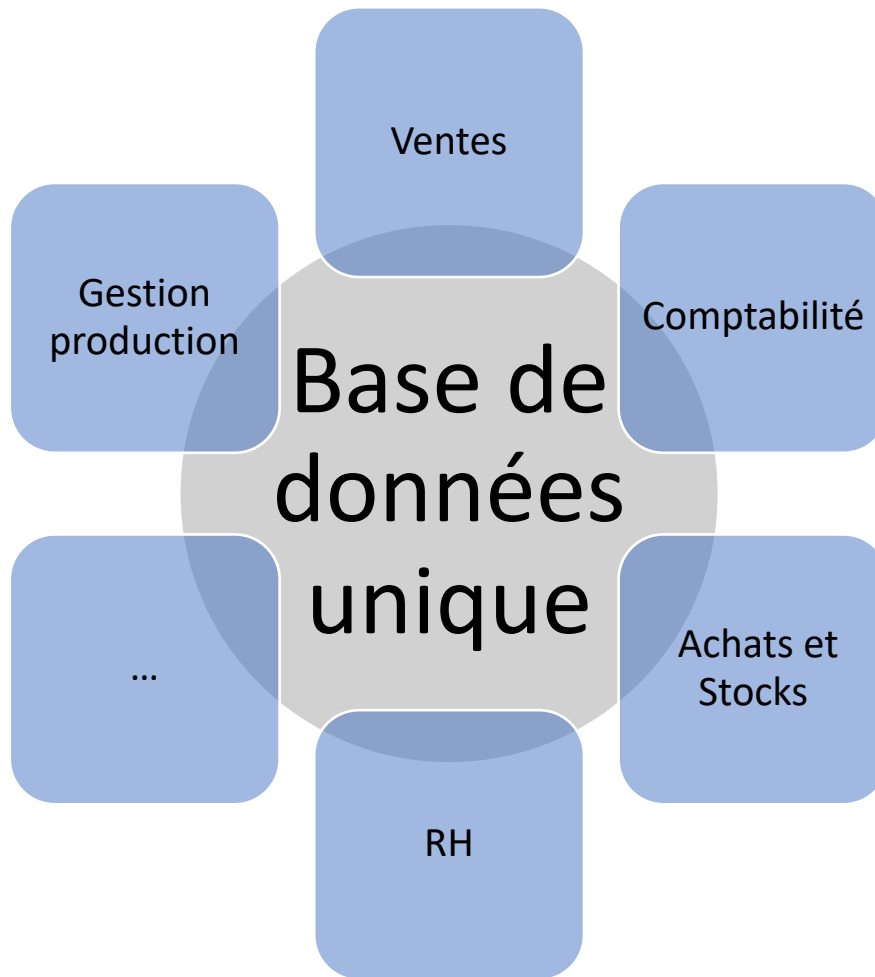 Ventes
Gestion
production
Comptabilité
Base de
données
unique
...
Achats et
Stocks
RH